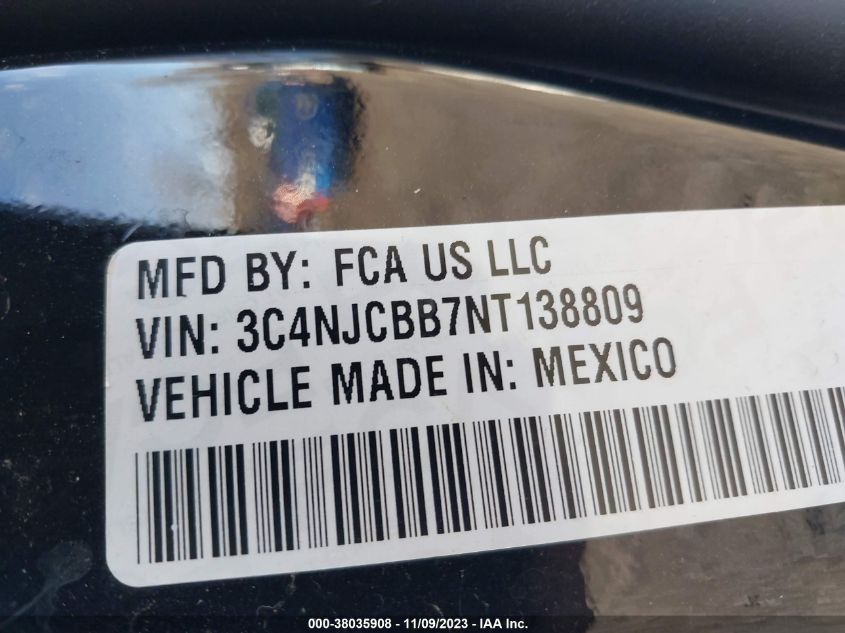 MFD BY: FCA US LLC
VIN: 3C4NJCBB7NT138809
VEHICLE MADE IN: MEXICO
000-38035908 - 11/09/2023 - IAA Inc.